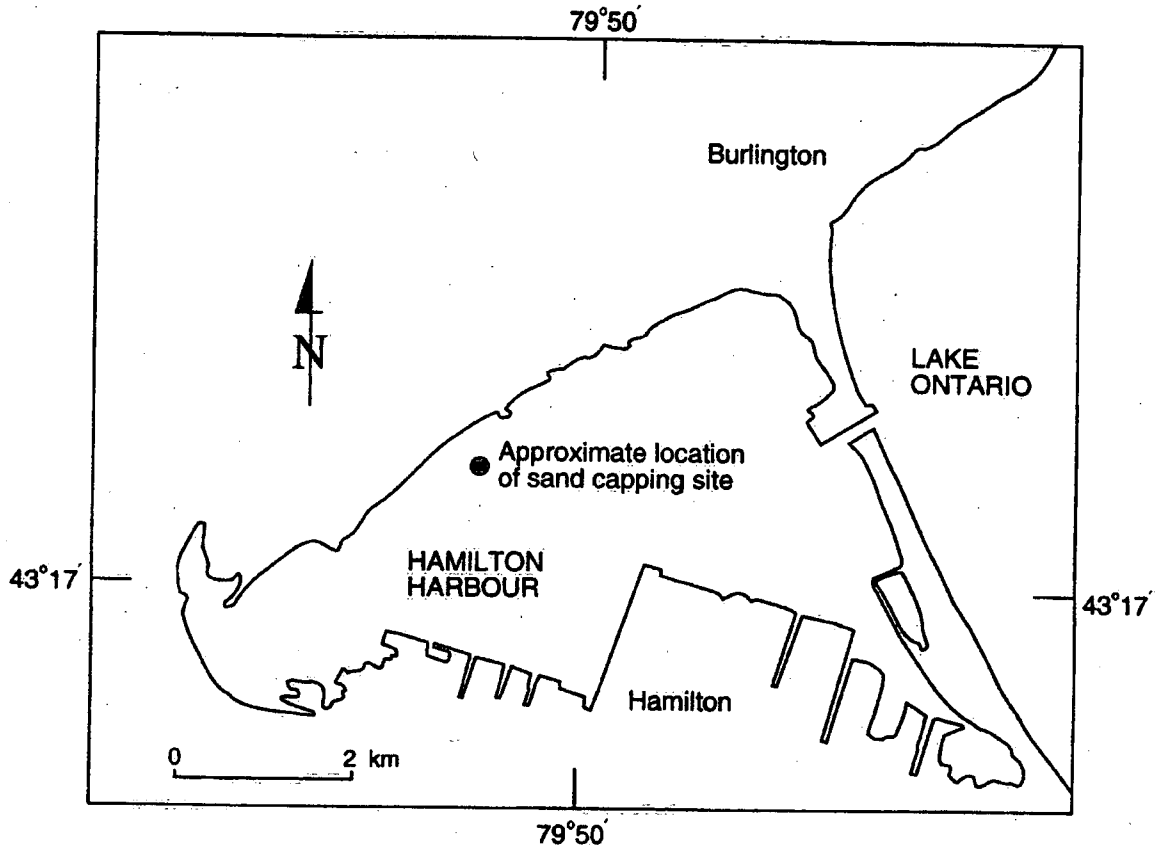 79°50′
Burlington
N
LAKE
ONTARIO
Approximate location
of sand capping site
HAMILTON
HARBOUR
43°17′
43°17′
Hamilton
0 2 km
79°50′